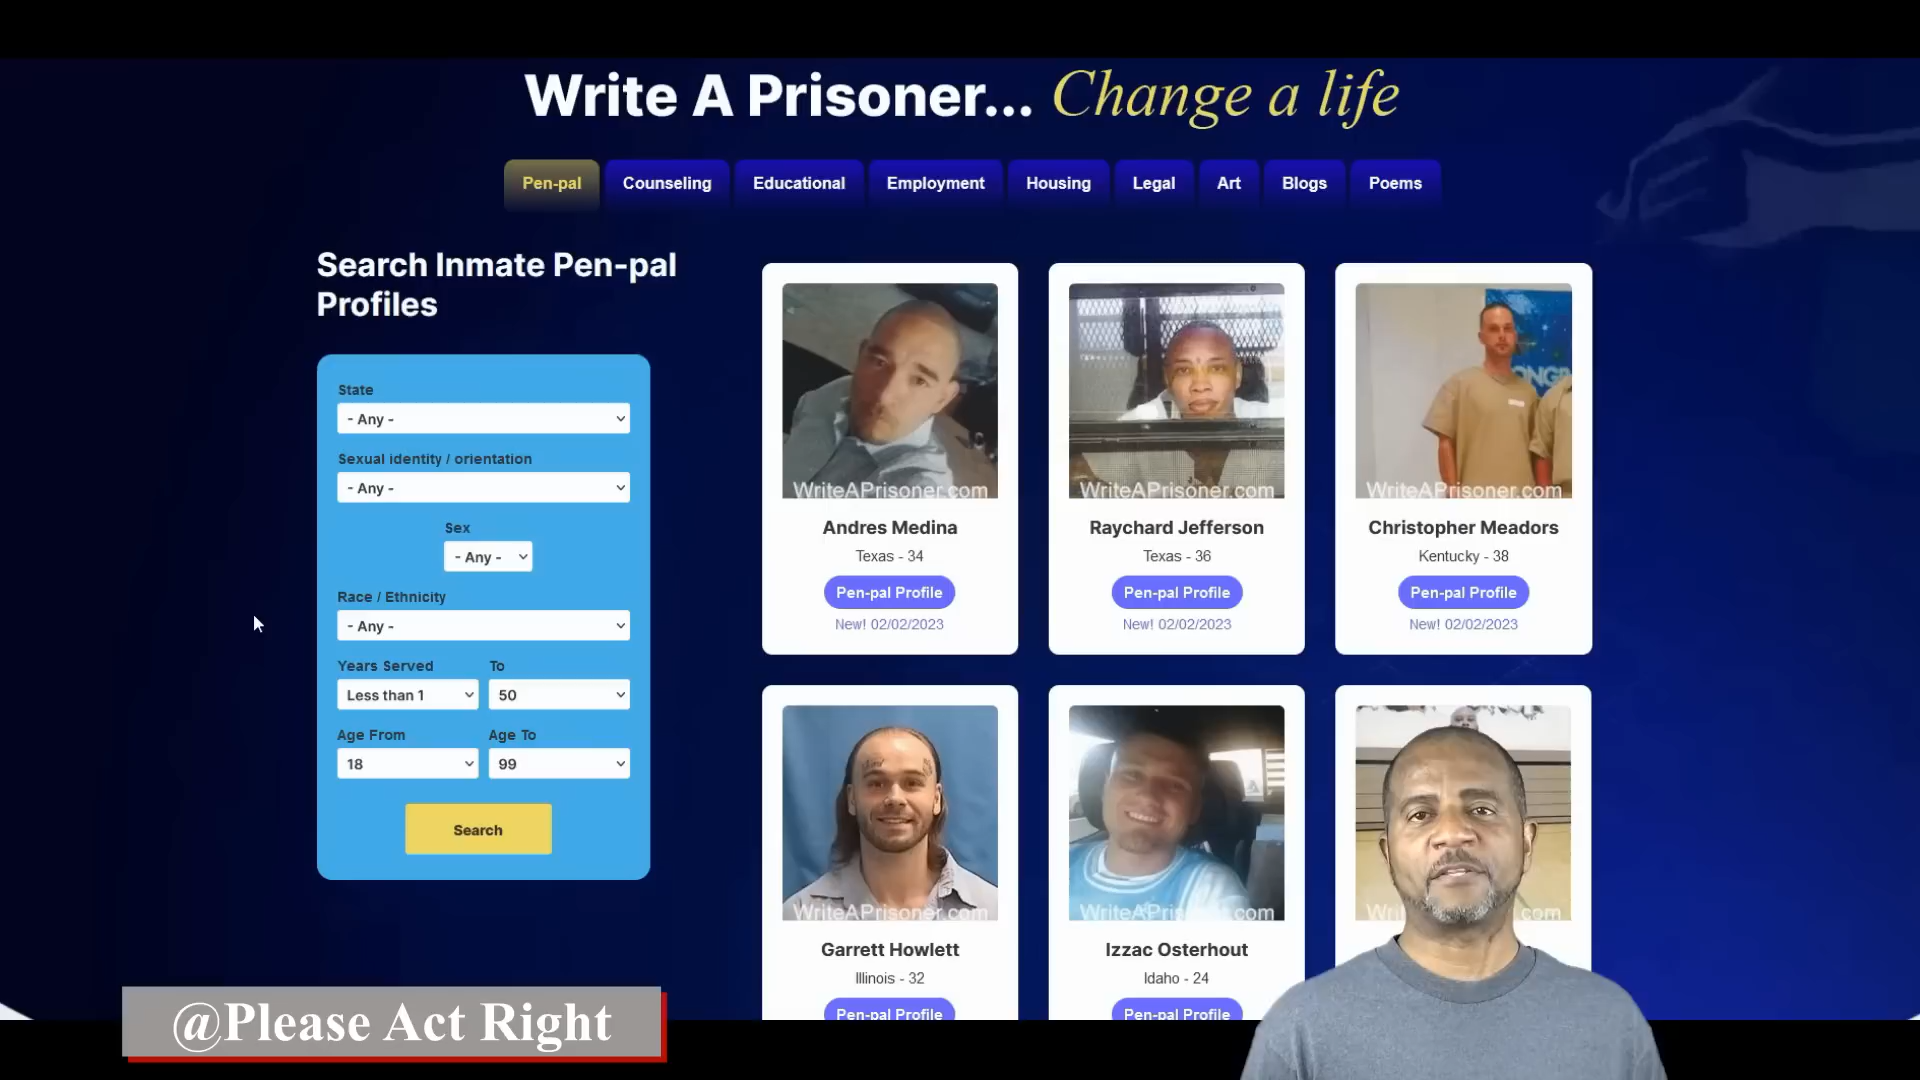 Write A Prisoner... Change a life
Pen-pal
Counseling
Educational
Employment
Housing
Legal
Art
Blogs
Poems
Search Inmate Pen-pal
Profiles
State
- Any -
Sexual identity / orientation
- Any -
Sex
- Any -
Race / Ethnicity
- Any -
Years Served
To
Less than 1
50
Age From
Age To
18
99
Search
WriteAPrisoner.com
Andres Medina
Texas - 34
Pen-pal Profile
New! 02/02/2023
WriteAPrisoner.com
Raychard Jefferson
Texas - 36
Pen-pal Profile
New! 02/02/2023
WriteAPrisoner.com
Christopher Meadors
Kentucky - 38
Pen-pal Profile
New! 02/02/2023
WriteAPrisoner.com
Garrett Howlett
Illinois - 32
Pen-pal Profile
WriteAPris com
Izzac Osterhout
Idaho - 24
Pen-pal Profile
Wri com
@Please Act Right